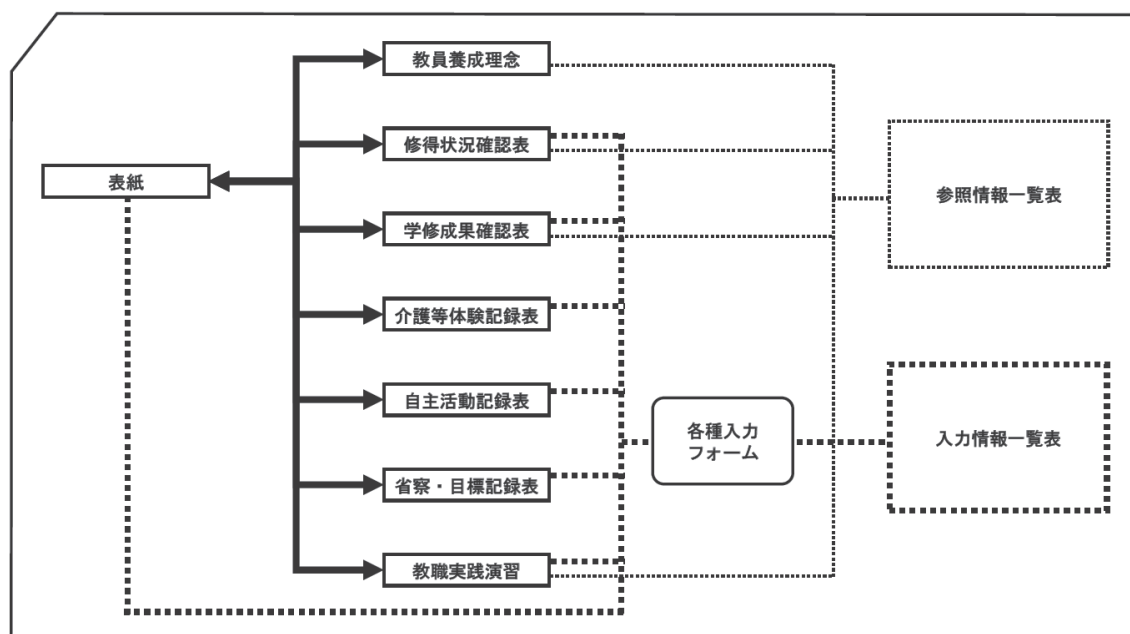 教員養成理念
修得状況確認表
表紙
参照情報一覧表
学修成果確認表
介護等体験記録表
自主活動記録表
各種入力
フォーム
入力情報一覧表
省察・目標記録表
教職実践演習